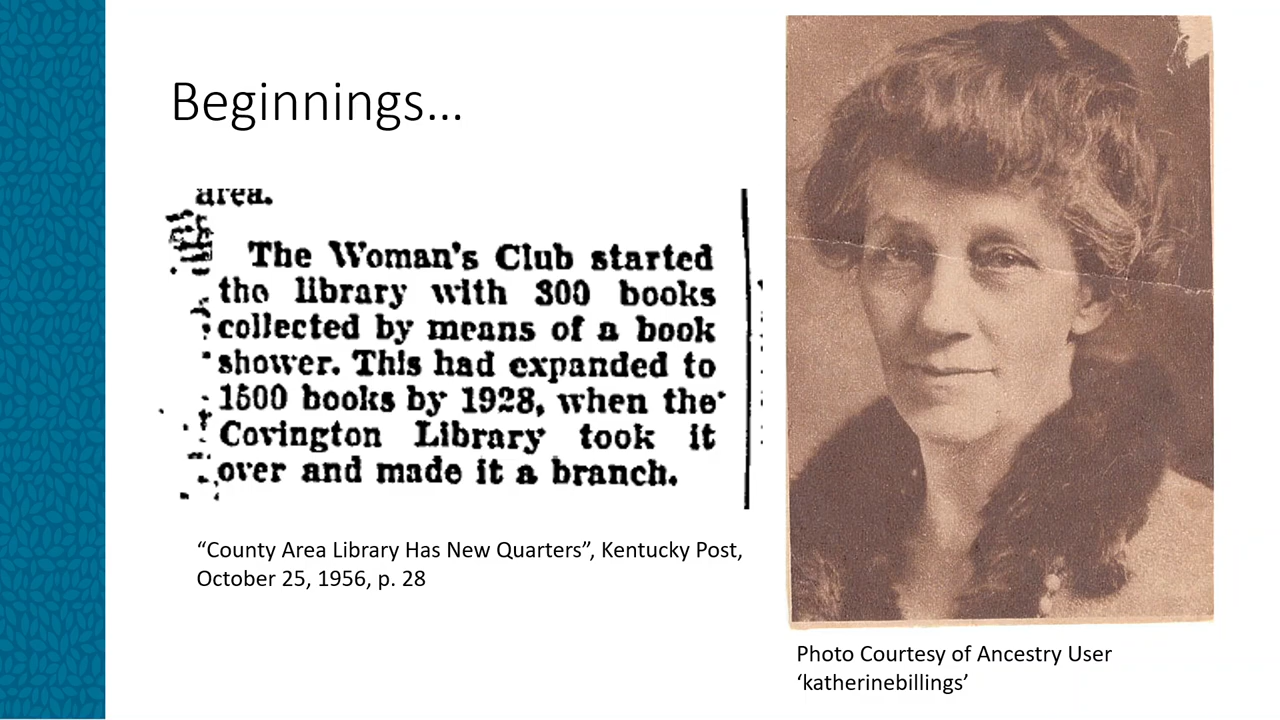 Beginnings...
area.
The Woman's Club started
the library with 300 books
collected by means of a book
shower. This had expanded to
1500 books by 1928, when the
Covington Library took it
over and made it a branch.
“County Area Library Has New Quarters”, Kentucky Post,
October 25, 1956, p. 28
Photo Courtesy of Ancestry User
‘katherinebillings’